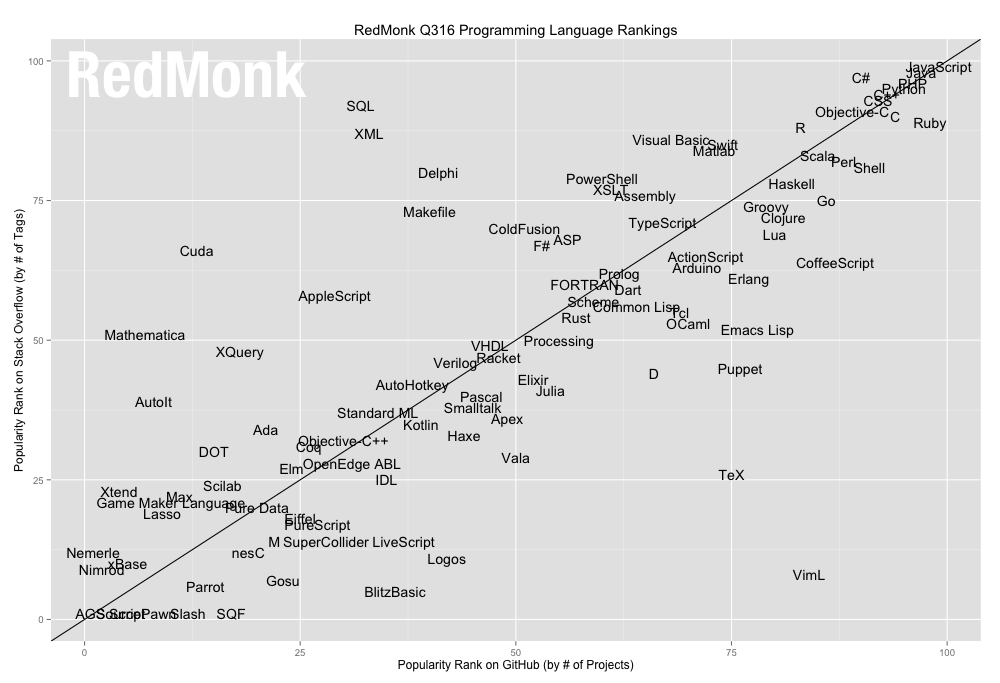 RedMonk Q316 Programming Language Rankings
RedMonk
100
75
50
25
0
Popularity Rank on Stack Overflow (by # of Tags)
JavaScript
Java
C#
PHP
Python
C++
CSS
SQL
Objective-C
C
Ruby
R
XML
Visual Basic
Swift
Matlab
Scala
Perl
Shell
Delphi
PowerShell
Haskell
XSLT
Assembly
Go
Groovy
Makefile
Clojure
TypeScript
ColdFusion
Lua
ASP
F#
Cuda
ActionScript
CoffeeScript
Arduino
Prolog
Erlang
FORTRAN
Dart
AppleScript
Scheme
Common Lisp
Tcl
Rust
OCaml
Emacs Lisp
Mathematica
Processing
VHDL
XQuery
Racket
Verilog
Puppet
D
Elixir
AutoHotkey
Julia
Pascal
AutoIt
Smalltalk
Standard ML
Apex
Kotlin
Ada
Haxe
Objective-C++
Coq
DOT
Vala
OpenEdge ABL
Elm
TeX
IDL
Scilab
Xtend
Max
Game Maker Language
Pure Data
Lasso
Eiffel
PureScript
M
SuperCollider
LiveScript
Nemerle
nesC
Logos
xBase
Nimrod
VimL
Gosu
Parrot
BlitzBasic
AGS Script
SourcePawn
Slash
SQF
0
25
50
75
100
Popularity Rank on GitHub (by # of Projects)